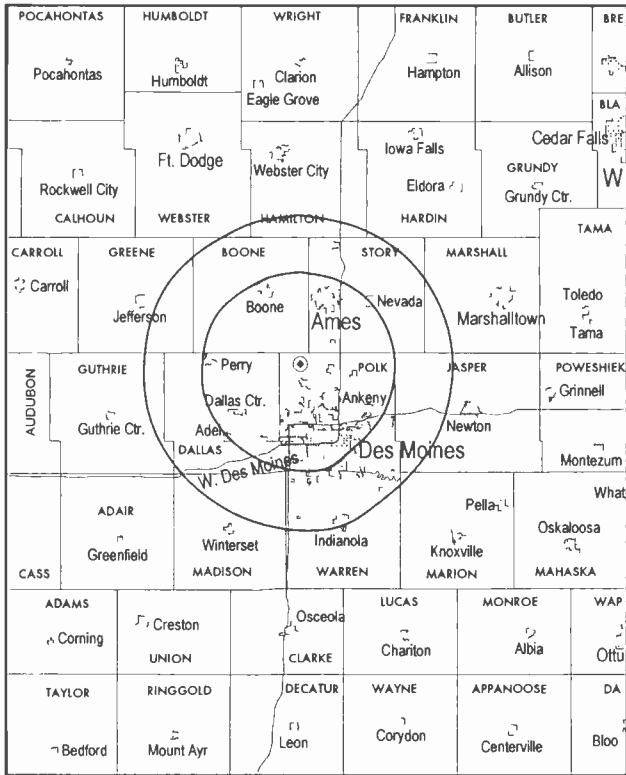 POCAHONTAS HUMBOLDT WRIGHT FRANKLIN BUTLER BRE
Pocahontas Humboldt Clarion Hampton Allison
Eagle Grove
BLA
Cedar Falls
Ft. Dodge Webster City Iowa Falls
GRUNDY W
Rockwell City Eldora Grundy Ctr.
CALHOUN WEBSTER HAMILTON HARDIN
TAMA
CARROLL GREENE BOONE STORY MARSHALL
Carroll Jefferson Boone Ames Nevada Marshalltown Toledo
Tama
AUDUBON GUTHRIE Perry POLK JASPER POWESHIEK
Dallas Ctr. Ankeny Grinnell
Guthrie Ctr. Adel Newton
DALLAS W. Des Moines Des Moines Montezum
What
ADAIR Pella
Greenfield Winterset Indianola Knoxville Oskaloosa
CASS MADISON WARREN MARION MAHASKA
ADAMS LUCAS MONROE WAP
Corning Creston Osceola Chariton Albia Ottu
UNION CLARKE
TAYLOR RINGGOLD DECATUR WAYNE APPANOOSE DA
Bedford Mount Ayr Leon Corydon Centerville Bloo